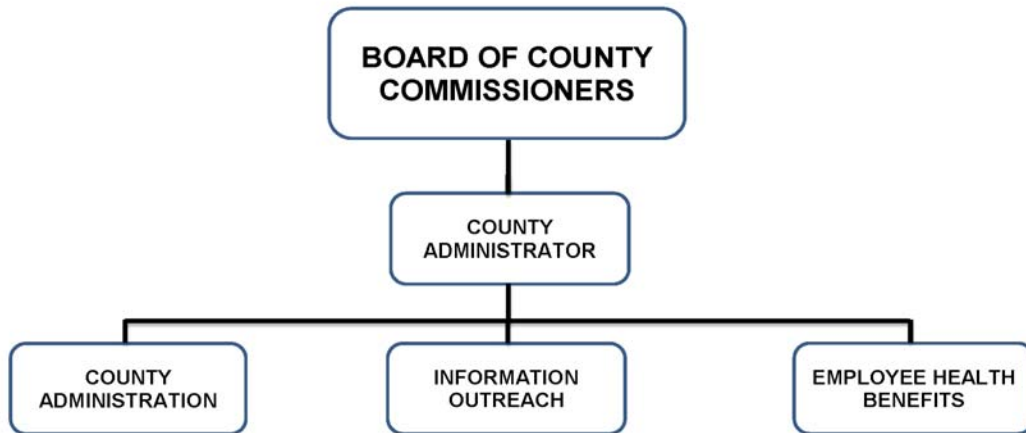 BOARD OF COUNTY
COMMISSIONERS
COUNTY
ADMINISTRATOR
COUNTY
ADMINISTRATION
INFORMATION
OUTREACH
EMPLOYEE HEALTH
BENEFITS